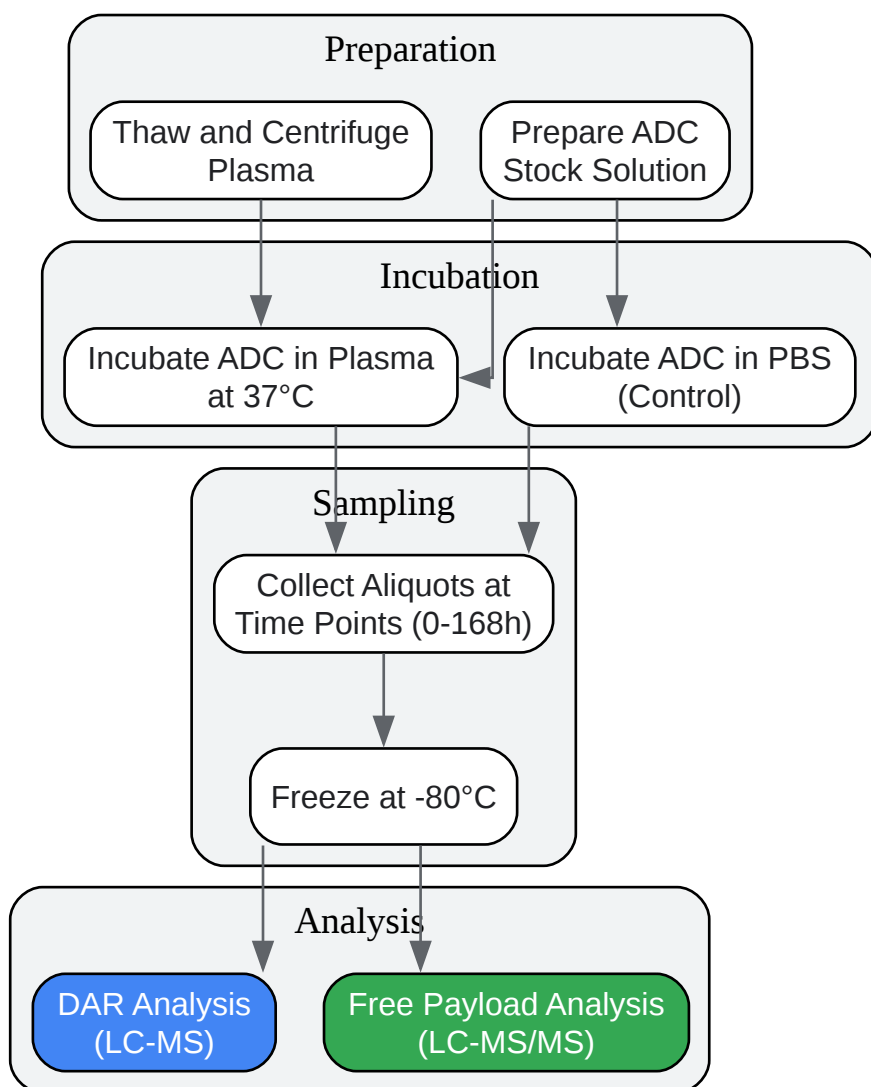 Preparation
Thaw and Centrifuge
Plasma
Prepare ADC
Stock Solution
Incubation
Incubate ADC in Plasma
at 37°C
Incubate ADC in PBS
(Control)
Sampling
Collect Aliquots at
Time Points (0-168h)
Freeze at -80°C
Analysis
DAR Analysis
(LC-MS)
Free Payload Analysis
(LC-MS/MS)